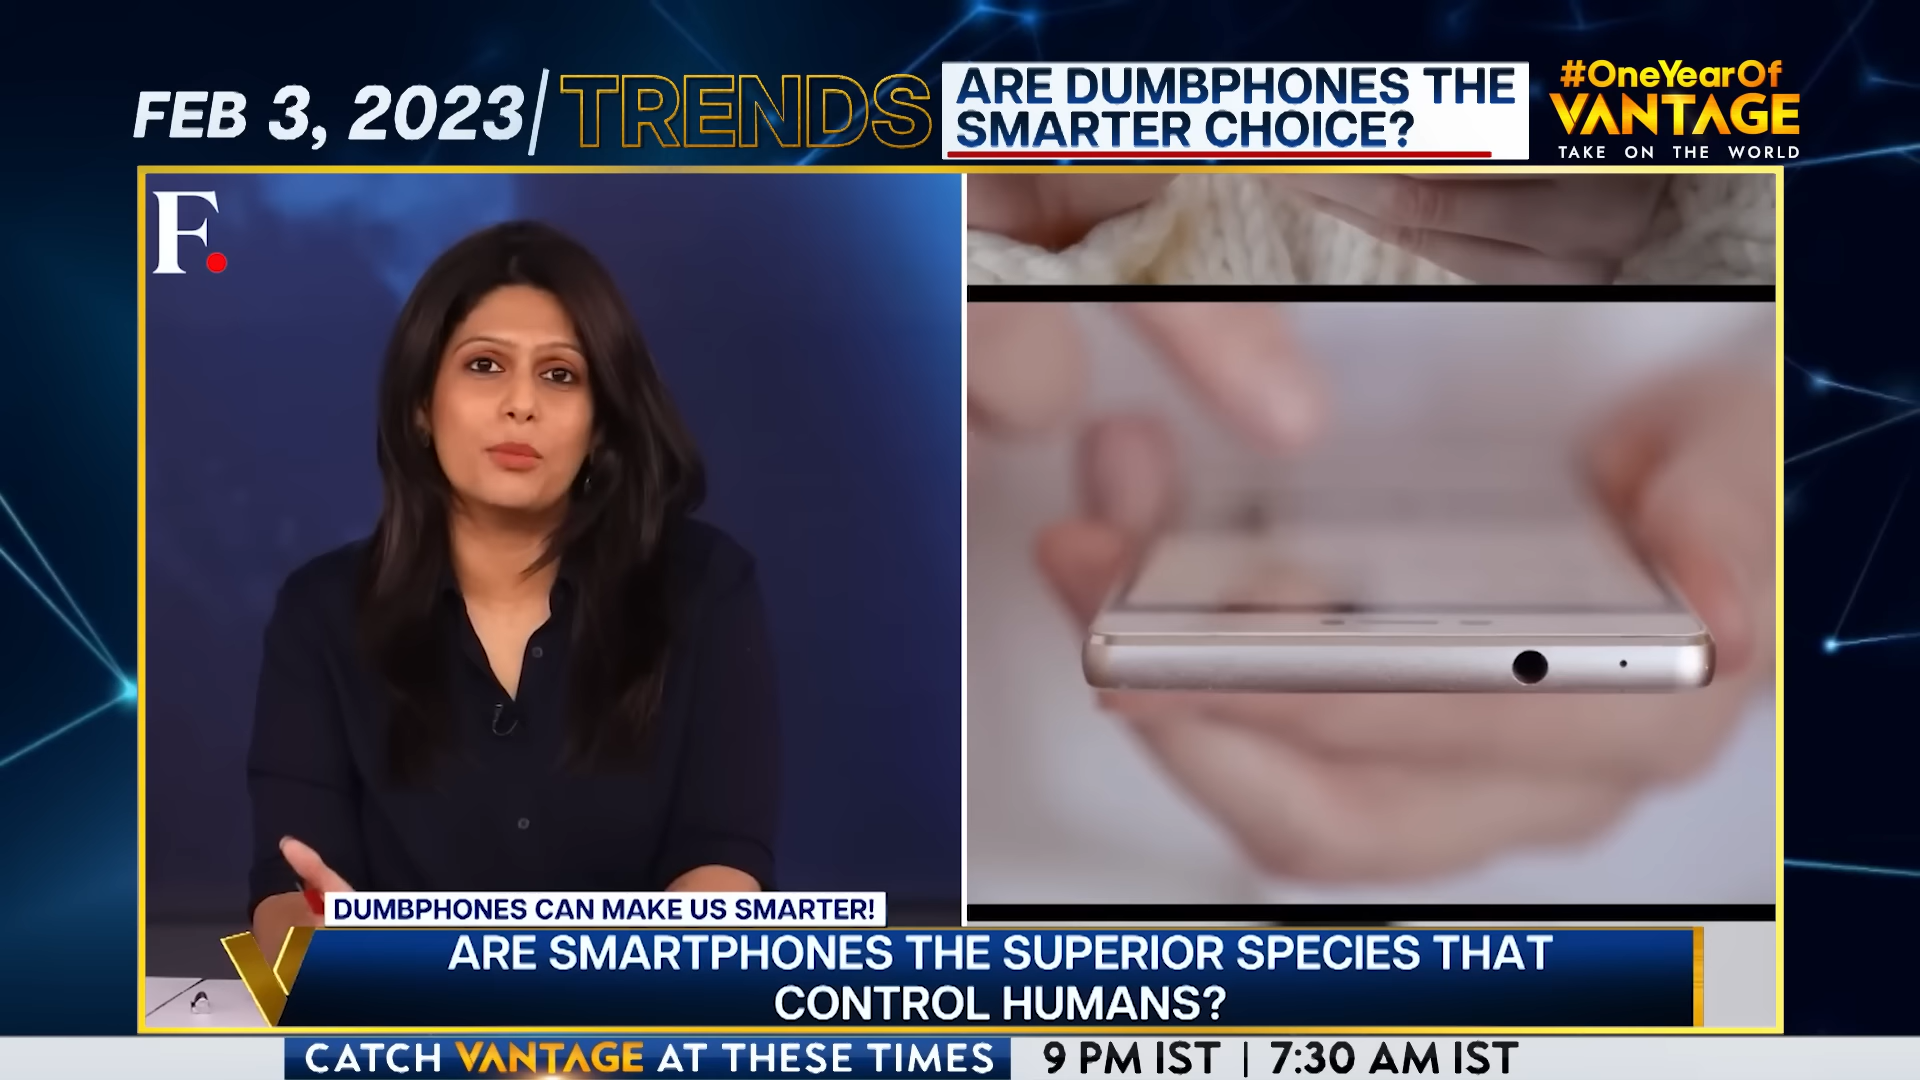 FEB 3, 2023/
TRENDS
ARE DUMBPHONES THE
SMARTER CHOICE?
#OneYearOf
VANTAGE
TAKE ON THE WORLD
F.
DUMBPHONES CAN MAKE US SMARTER!
V
ARE SMARTPHONES THE SUPERIOR SPECIES THAT
CONTROL HUMANS?
CATCH VANTAGE AT THESE TIMES
9 PM IST | 7:30 AM IST